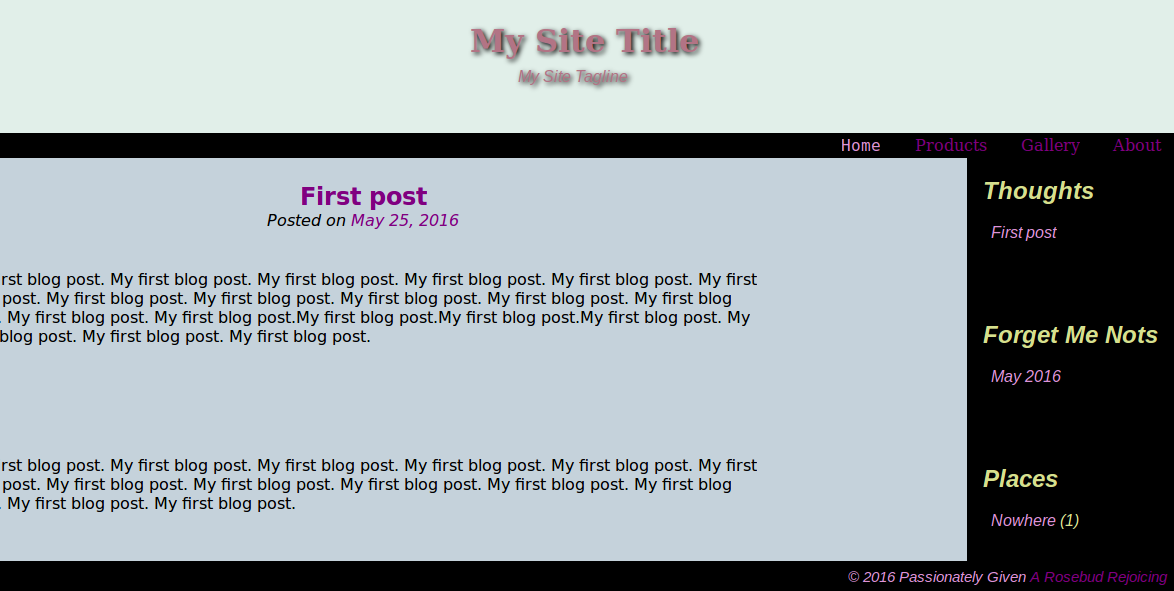 My Site Title
My Site Tagline
Home Products Gallery About
First post
Posted on May 25, 2016
rst blog post. My first blog post. My first blog post. My first blog post. My first blog post. My first
post. My first blog post. My first blog post. My first blog post. My first blog post. My first blog
. My first blog post. My first blog post.My first blog post.My first blog post.My first blog post. My
blog post. My first blog post. My first blog post.
rst blog post. My first blog post. My first blog post. My first blog post. My first blog post. My first
post. My first blog post. My first blog post. My first blog post. My first blog post. My first blog
. My first blog post. My first blog post.
Thoughts
First post
Forget Me Nots
May 2016
Places
Nowhere (1)
© 2016 Passionately Given A Rosebud Rejoicing